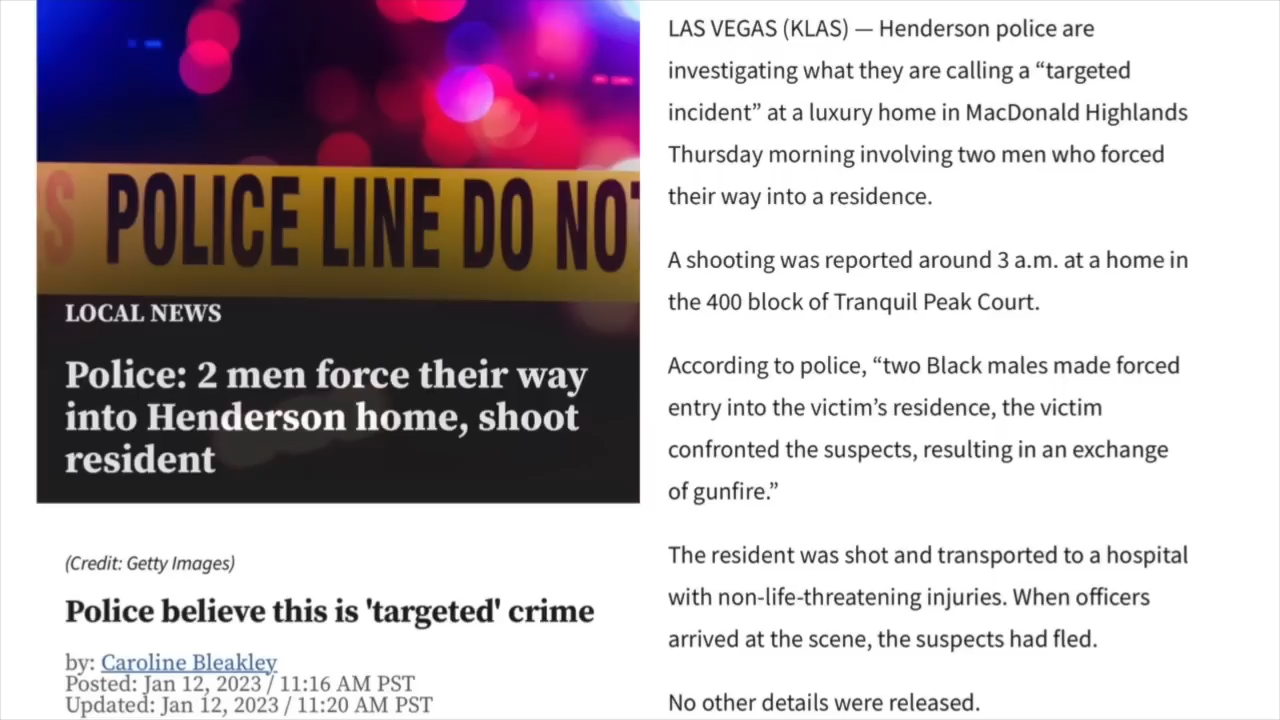 S POLICE LINE DO NOT
LOCAL NEWS
Police: 2 men force their way
into Henderson home, shoot
resident
(Credit: Getty Images)
Police believe this is 'targeted' crime
by: Caroline Bleakley
Posted: Jan 12, 2023 / 11:16 AM PST
Updated: Jan 12, 2023 / 11:20 AM PST
LAS VEGAS (KLAS) — Henderson police are
investigating what they are calling a “targeted
incident” at a luxury home in MacDonald Highlands
Thursday morning involving two men who forced
their way into a residence.
A shooting was reported around 3 a.m. at a home in
the 400 block of Tranquil Peak Court.
According to police, “two Black males made forced
entry into the victim’s residence, the victim
confronted the suspects, resulting in an exchange
of gunfire.”
The resident was shot and transported to a hospital
with non-life-threatening injuries. When officers
arrived at the scene, the suspects had fled.
No other details were released.